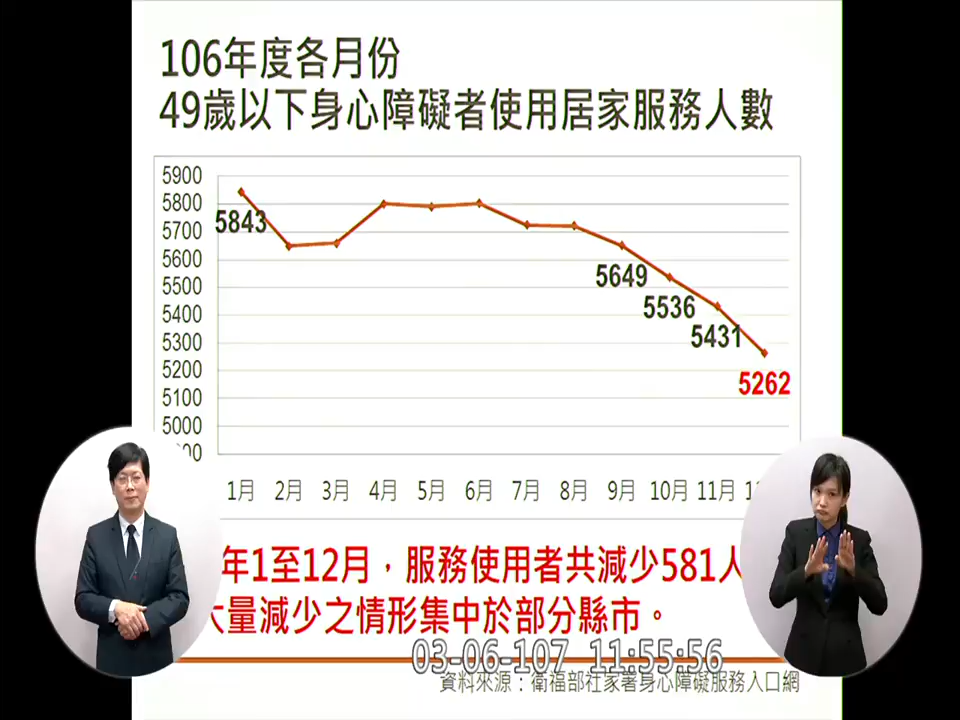 106年度各月份
49歲以下身心障礙者使用居家服務人數
5900
5800
5700
5600
5500
5400
5300
5200
5100
5000
00
5843
5649
5536
5431
5262
1月 2月 3月 4月 5月 6月 7月 8月 9月 10月 11月 1
年1至12月，服務使用者共減少581人
大量減少之情形集中於部分縣市。
03-06-107 11:55:56
資料來源：衛福部社家署身心障礙服務入口網